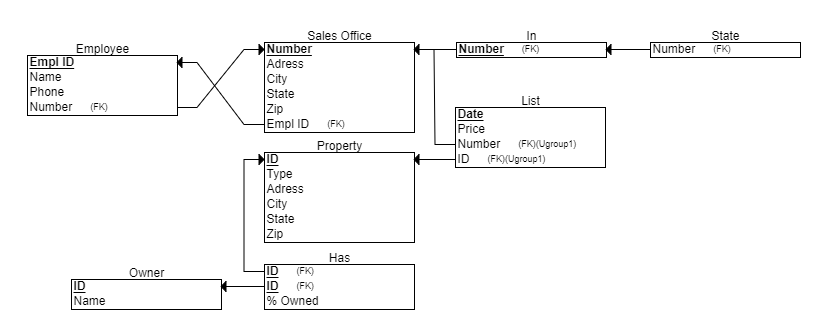 Employee
Empl ID
Name
Phone
Number (FK)
Sales Office
Number
Adress
City
State
Zip
Empl ID (FK)
In
Number (FK)
State
Number (FK)
List
Date
Price
Number (FK)(Ugroup1)
ID (FK)(Ugroup1)
Property
ID
Type
Adress
City
State
Zip
Has
ID (FK)
ID (FK)
% Owned
Owner
ID
Name